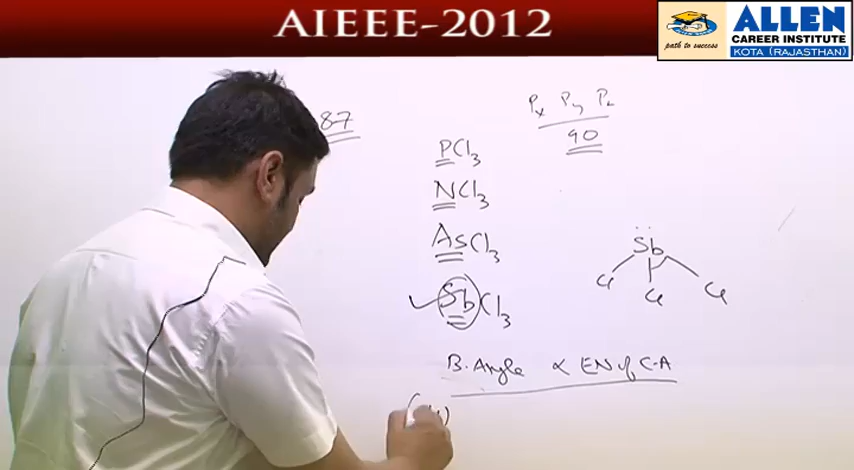 AIEEE-2012
ALLEN
CAREER INSTITUTE
KOTA (RAJASTHAN)
path to success
87
Px Py Pz
90
PCl3
NCl3
AsCl3
SbCl3
Sb
Cl Cl Cl
B. Angle ∝ EN of C-A